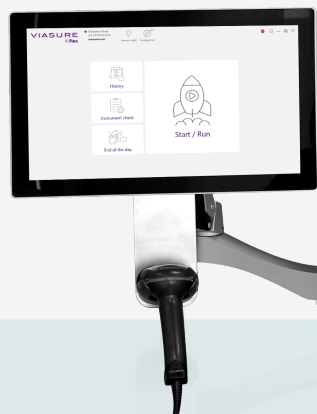 VIASURE
V-Flex
History
Instrument check
End of the day
Start / Run